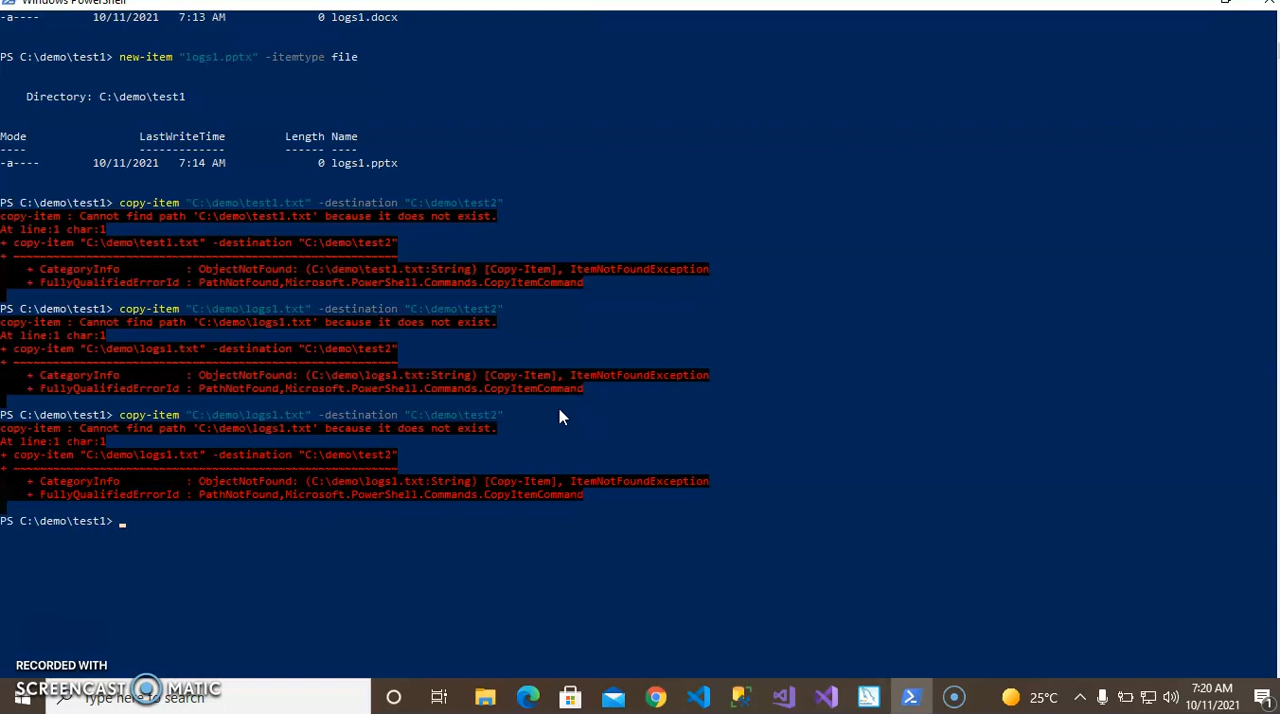 Windows PowerShell
-a---- 10/11/2021 7:13 AM 0 logs1.docx
PS C:\demo\test1> new-item "logs1.pptx" -itemtype file
Directory: C:\demo\test1
Mode LastWriteTime Length Name
---- ------------- ------ ----
-a---- 10/11/2021 7:14 AM 0 logs1.pptx
PS C:\demo\test1> copy-item "C:\demo\test1.txt" -destination "C:\demo\test2"
copy-item : Cannot find path 'C:\demo\test1.txt' because it does not exist.
At line:1 char:1
+ copy-item "C:\demo\test1.txt" -destination "C:\demo\test2"
+ ~~~~~~~~~~~~~~~~~~~~~~~~~~~~~~~~~~~~~~~~~~~~~~~~~~~~~~~~~~
+ CategoryInfo : ObjectNotFound: (C:\demo\test1.txt:String) [Copy-Item], ItemNotFoundException
+ FullyQualifiedErrorId : PathNotFound,Microsoft.PowerShell.Commands.CopyItemCommand
PS C:\demo\test1> copy-item "C:\demo\logs1.txt" -destination "C:\demo\test2"
copy-item : Cannot find path 'C:\demo\logs1.txt' because it does not exist.
At line:1 char:1
+ copy-item "C:\demo\logs1.txt" -destination "C:\demo\test2"
+ ~~~~~~~~~~~~~~~~~~~~~~~~~~~~~~~~~~~~~~~~~~~~~~~~~~~~~~~~~~
+ CategoryInfo : ObjectNotFound: (C:\demo\logs1.txt:String) [Copy-Item], ItemNotFoundException
+ FullyQualifiedErrorId : PathNotFound,Microsoft.PowerShell.Commands.CopyItemCommand
PS C:\demo\test1> copy-item "C:\demo\logs1.txt" -destination "C:\demo\test2"
copy-item : Cannot find path 'C:\demo\logs1.txt' because it does not exist.
At line:1 char:1
+ copy-item "C:\demo\logs1.txt" -destination "C:\demo\test2"
+ ~~~~~~~~~~~~~~~~~~~~~~~~~~~~~~~~~~~~~~~~~~~~~~~~~~~~~~~~~~
+ CategoryInfo : ObjectNotFound: (C:\demo\logs1.txt:String) [Copy-Item], ItemNotFoundException
+ FullyQualifiedErrorId : PathNotFound,Microsoft.PowerShell.Commands.CopyItemCommand
PS C:\demo\test1>
RECORDED WITH
SCREENCAST MATIC
Type here to search
25°C
7:20 AM
10/11/2021
1